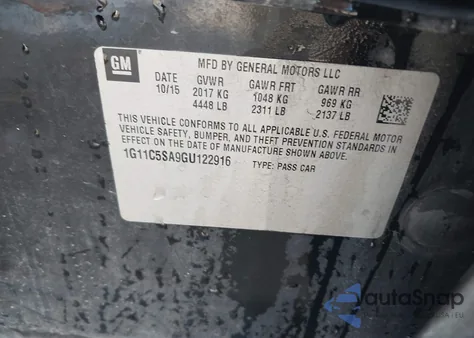 GM
MFD BY GENERAL MOTORS LLC
DATE GVWR GAWR FRT GAWR RR
10/15 2017 KG 1048 KG 969 KG
4448 LB 2311 LB 2137 LB
THIS VEHICLE CONFORMS TO ALL APPLICABLE U.S. FEDERAL MOTOR
VEHICLE SAFETY, BUMPER, AND THEFT PREVENTION STANDARDS IN
EFFECT ON THE DATE OF MANUFACTURE SHOWN ABOVE.
1G11C5SA9GU122916 TYPE: PASS CAR
autaSnap